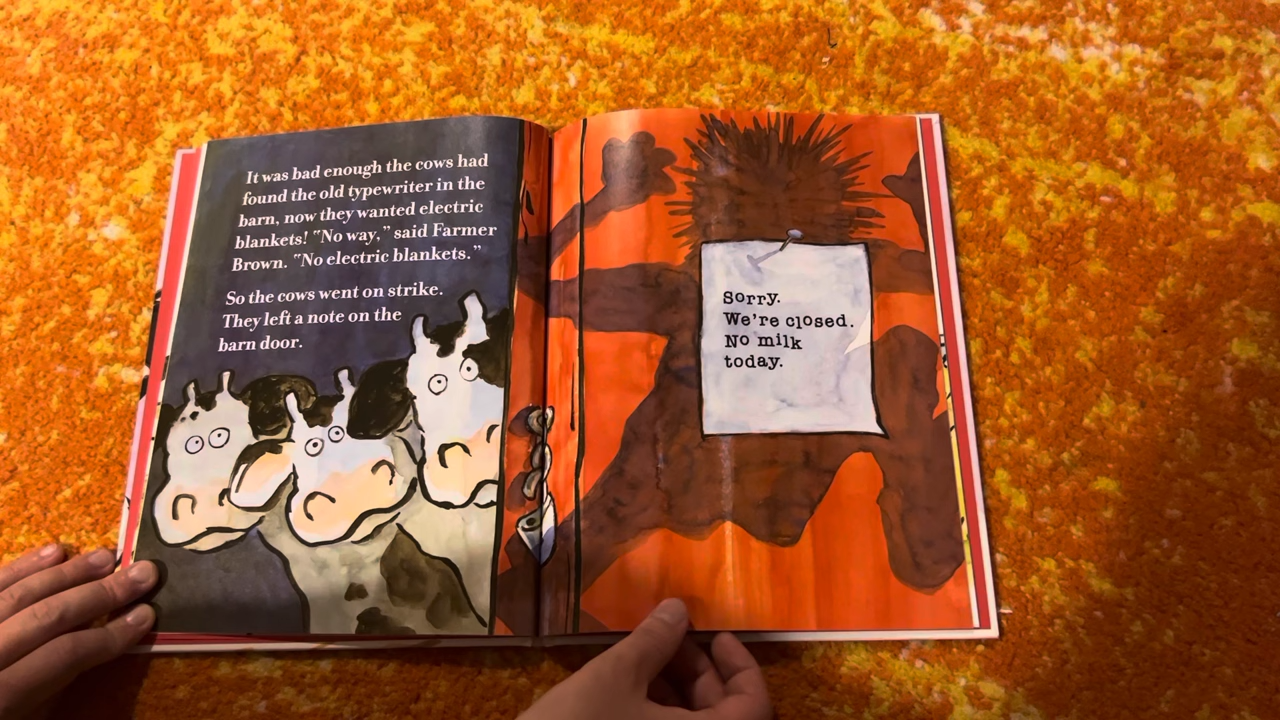 It was bad enough the cows had
found the old typewriter in the
barn, now they wanted electric
blankets! "No way," said Farmer
Brown. "No electric blankets."
So the cows went on strike.
They left a note on the
barn door.
Sorry.
We're closed.
No milk
today.